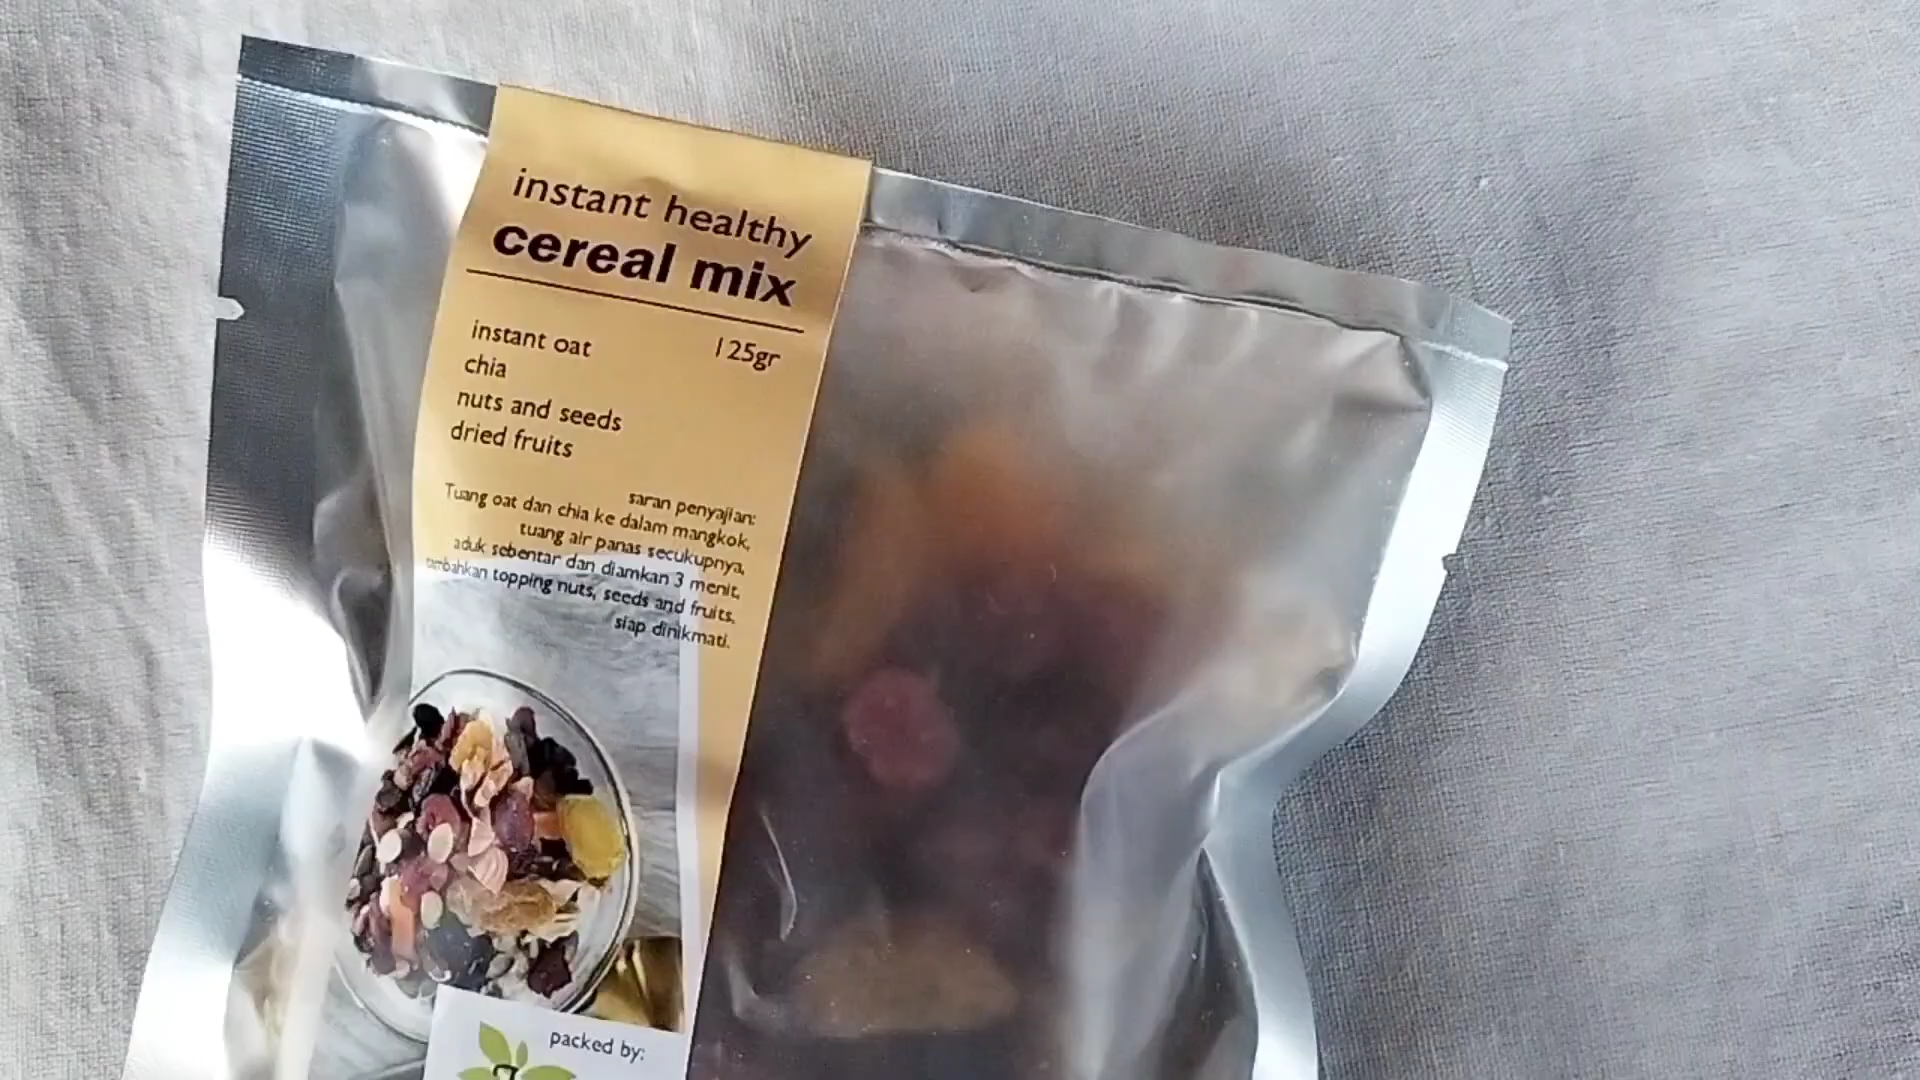 instant healthy
cereal mix
instant oat
125gr
chia
nuts and seeds
dried fruits
saran penyajian:
Tuang oat dan chia ke dalam mangkok,
tuang air panas secukupnya,
aduk sebentar dan diamkan 3 menit,
tambahkan topping nuts, seeds and fruits,
siap dinikmati.
packed by: